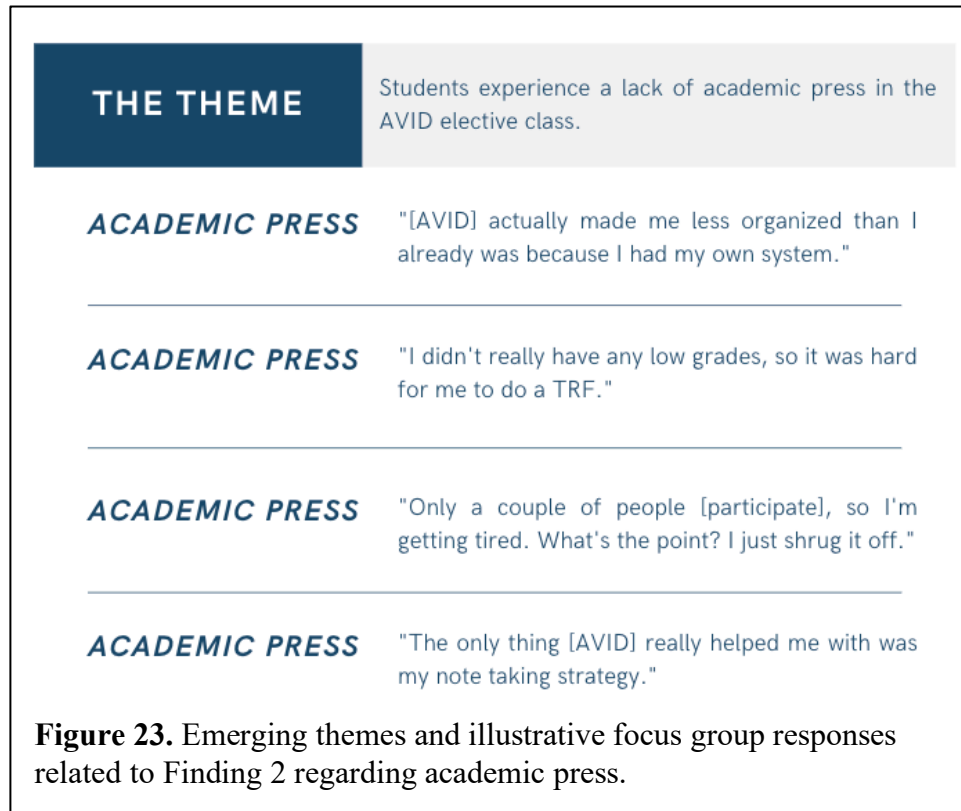 THE THEME
Students experience a lack of academic press in the
AVID elective class.
ACADEMIC PRESS
"[AVID] actually made me less organized than I
already was because I had my own system."
ACADEMIC PRESS
"I didn't really have any low grades, so it was hard
for me to do a TRF."
ACADEMIC PRESS
"Only a couple of people [participate], so I'm
getting tired. What's the point? I just shrug it off."
ACADEMIC PRESS
"The only thing [AVID] really helped me with was
my note taking strategy."
Figure 23. Emerging themes and illustrative focus group responses
related to Finding 2 regarding academic press.